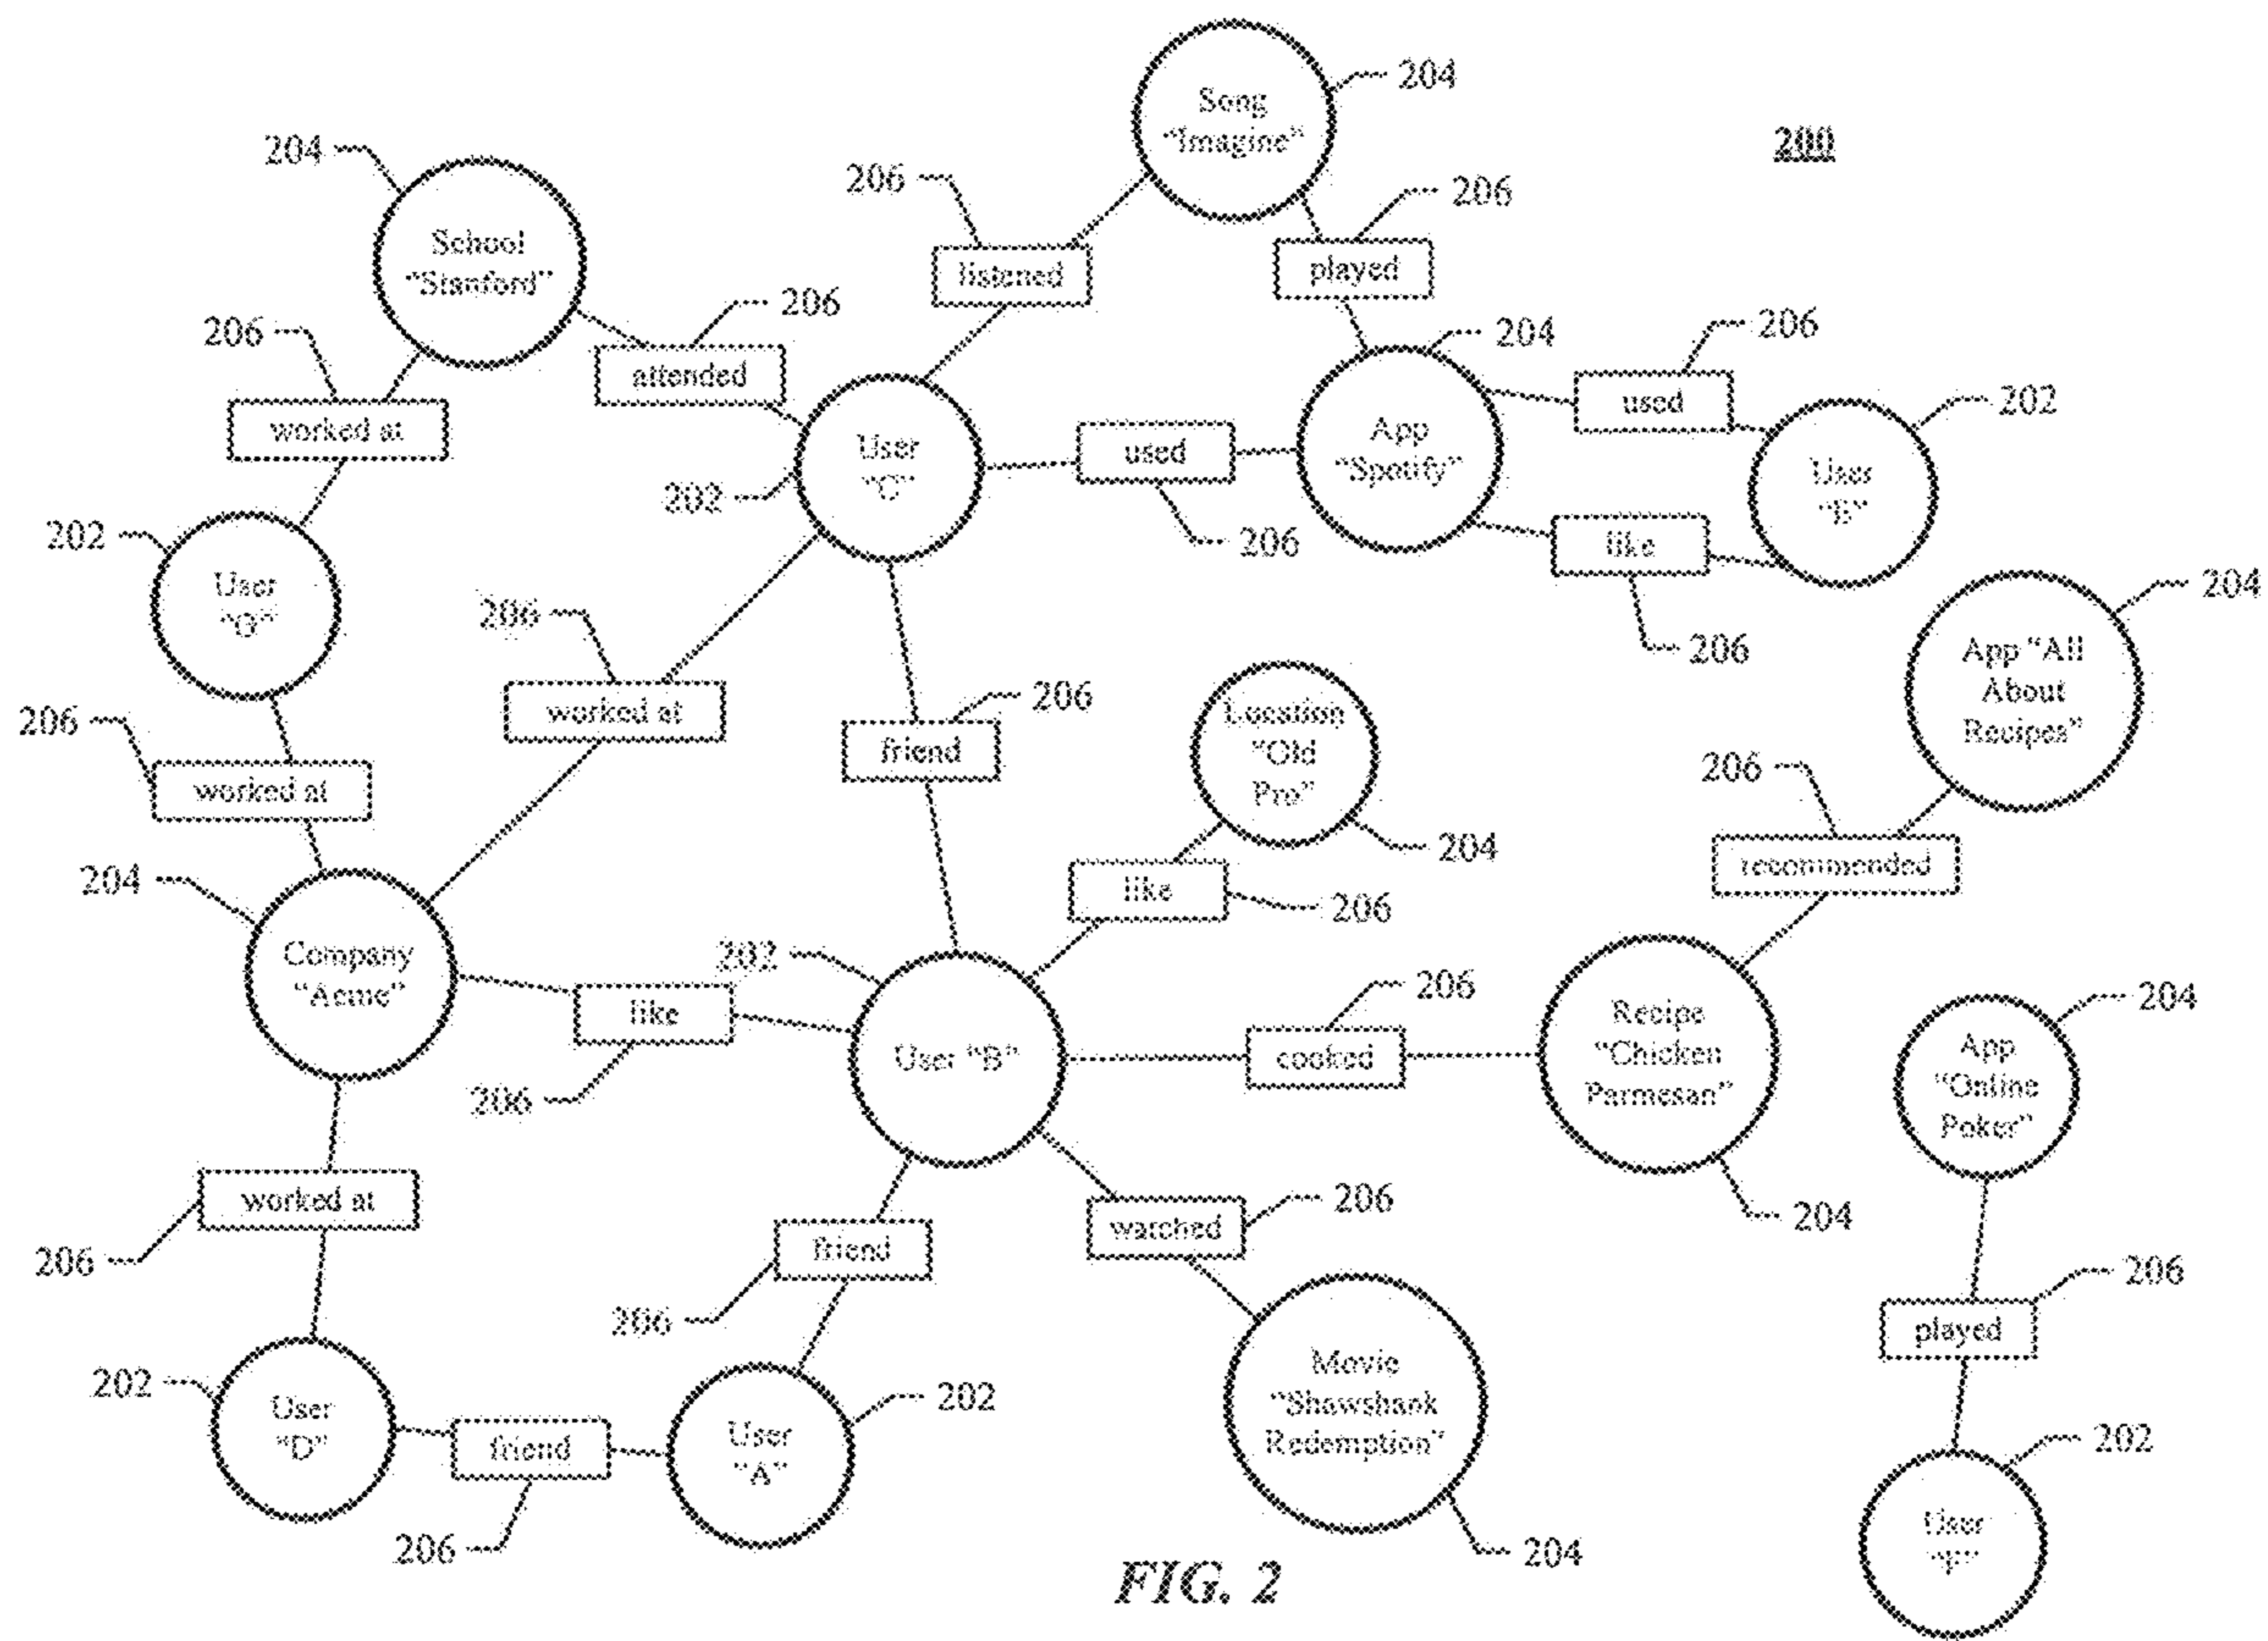 204
Song
“Imagine”
200
204
School
“Stanford”
206
listened
206
played
206
worked at
206
attended
204
206
used
202
User
“C”
202
used
206
App
“Spotify”
User
“E”
202
User
“G”
like
206
204
App “All
About
Recipes”
206
worked at
206
friend
Location
“Old
Pro”
204
206
worked at
206
recommended
204
Company
“Acme”
like
206
202
like
206
User “B”
206
cooked
Recipe
“Chicken
Parmesan”
204
204
App
“Online
Poker”
worked at
206
friend
206
watched
206
206
played
202
User
“D”
friend
206
User
“A”
202
Movie
“Shawshank
Redemption”
204
202
User
“F”
FIG. 2